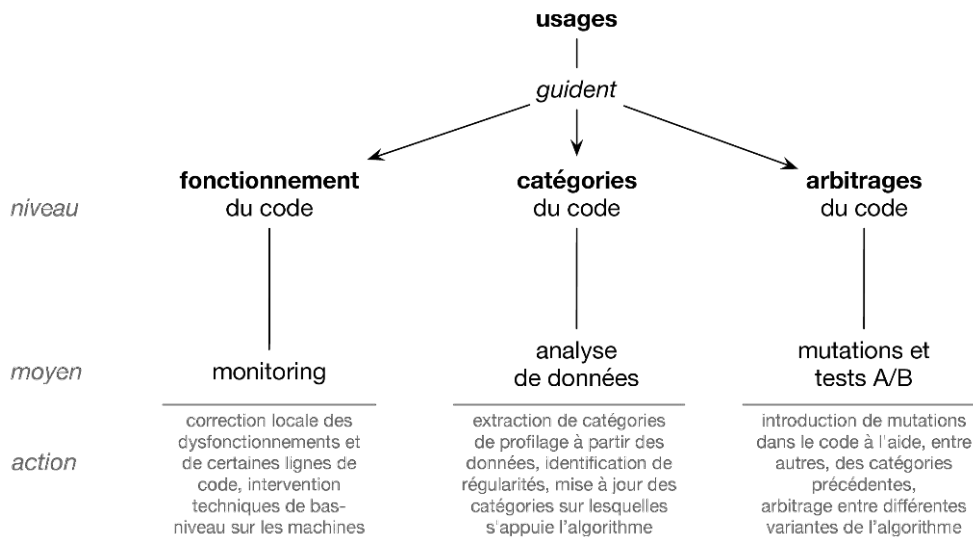 usages
guident
niveau
fonctionnement
du code
catégories
du code
arbitrages
du code
moyen
monitoring
analyse
de données
mutations et
tests A/B
action
correction locale des
dysfonctionnements et
de certaines lignes de
code, intervention
techniques de bas-
niveau sur les machines
extraction de catégories
de profilage à partir des
données, identification de
régularités, mise à jour des
catégories sur lesquelles
s'appuie l'algorithme
introduction de mutations
dans le code à l'aide, entre
autres, des catégories
précédentes,
arbitrage entre différentes
variantes de l'algorithme